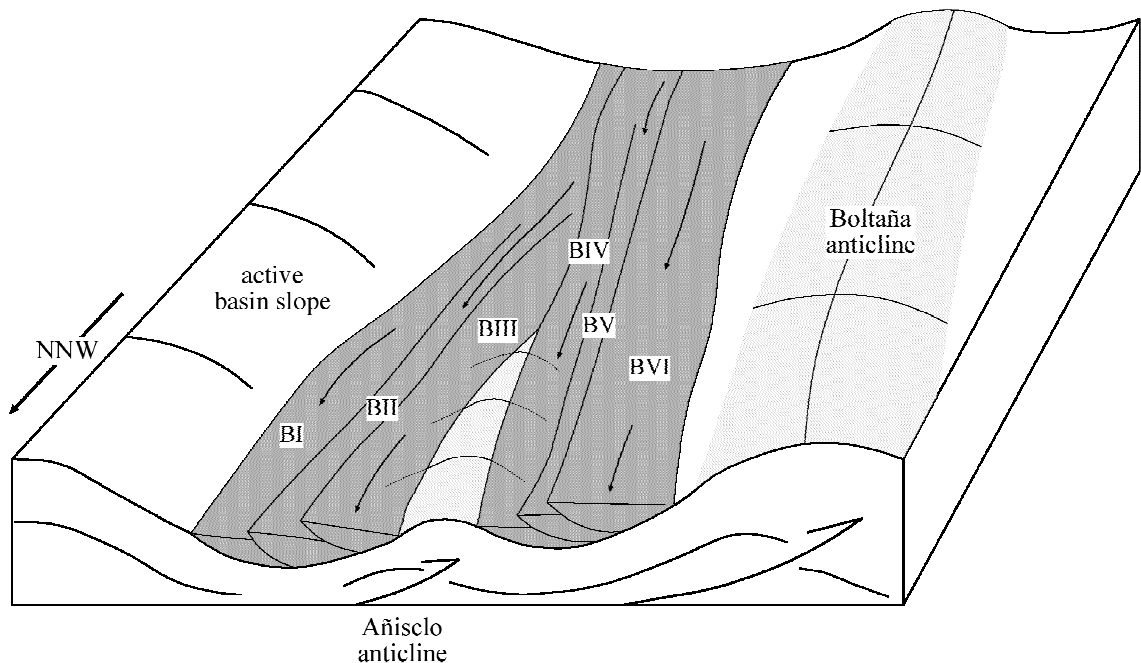 Boltaña
anticline
BIV
active
basin slope
BV
BIII
NNW
BVI
BII
BI
Añisclo
anticline